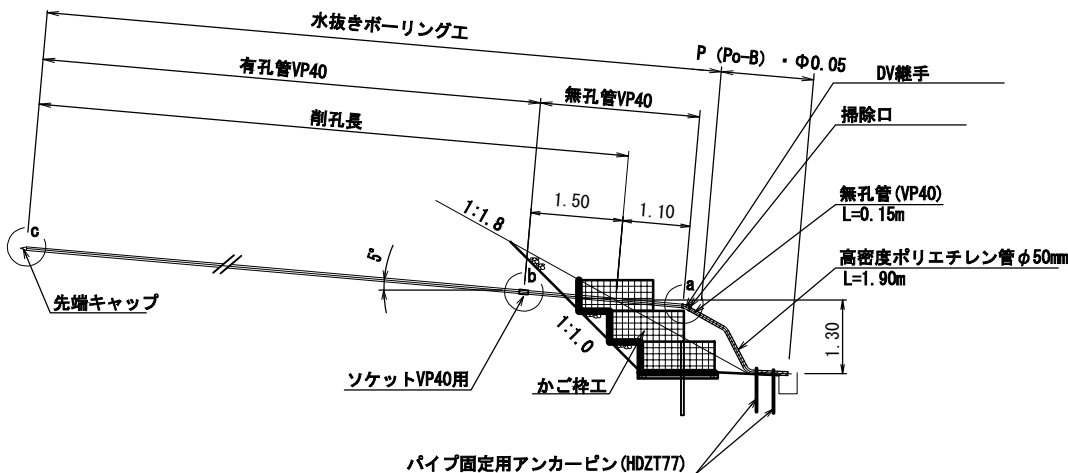 水抜きボーリング工
P (Po-B) ・ Φ0.05
有孔管VP40
無孔管VP40
削孔長
DV継手
掃除口
無孔管(VP40)
L=0.15m
高密度ポリエチレン管φ50mm
L=1.90m
1:1.8
1.50
1.10
c
5°
b
a
先端キャップ
1:1.0
1.30
ソケットVP40用
かご枠工
パイプ固定用アンカーピン(HDZT77)